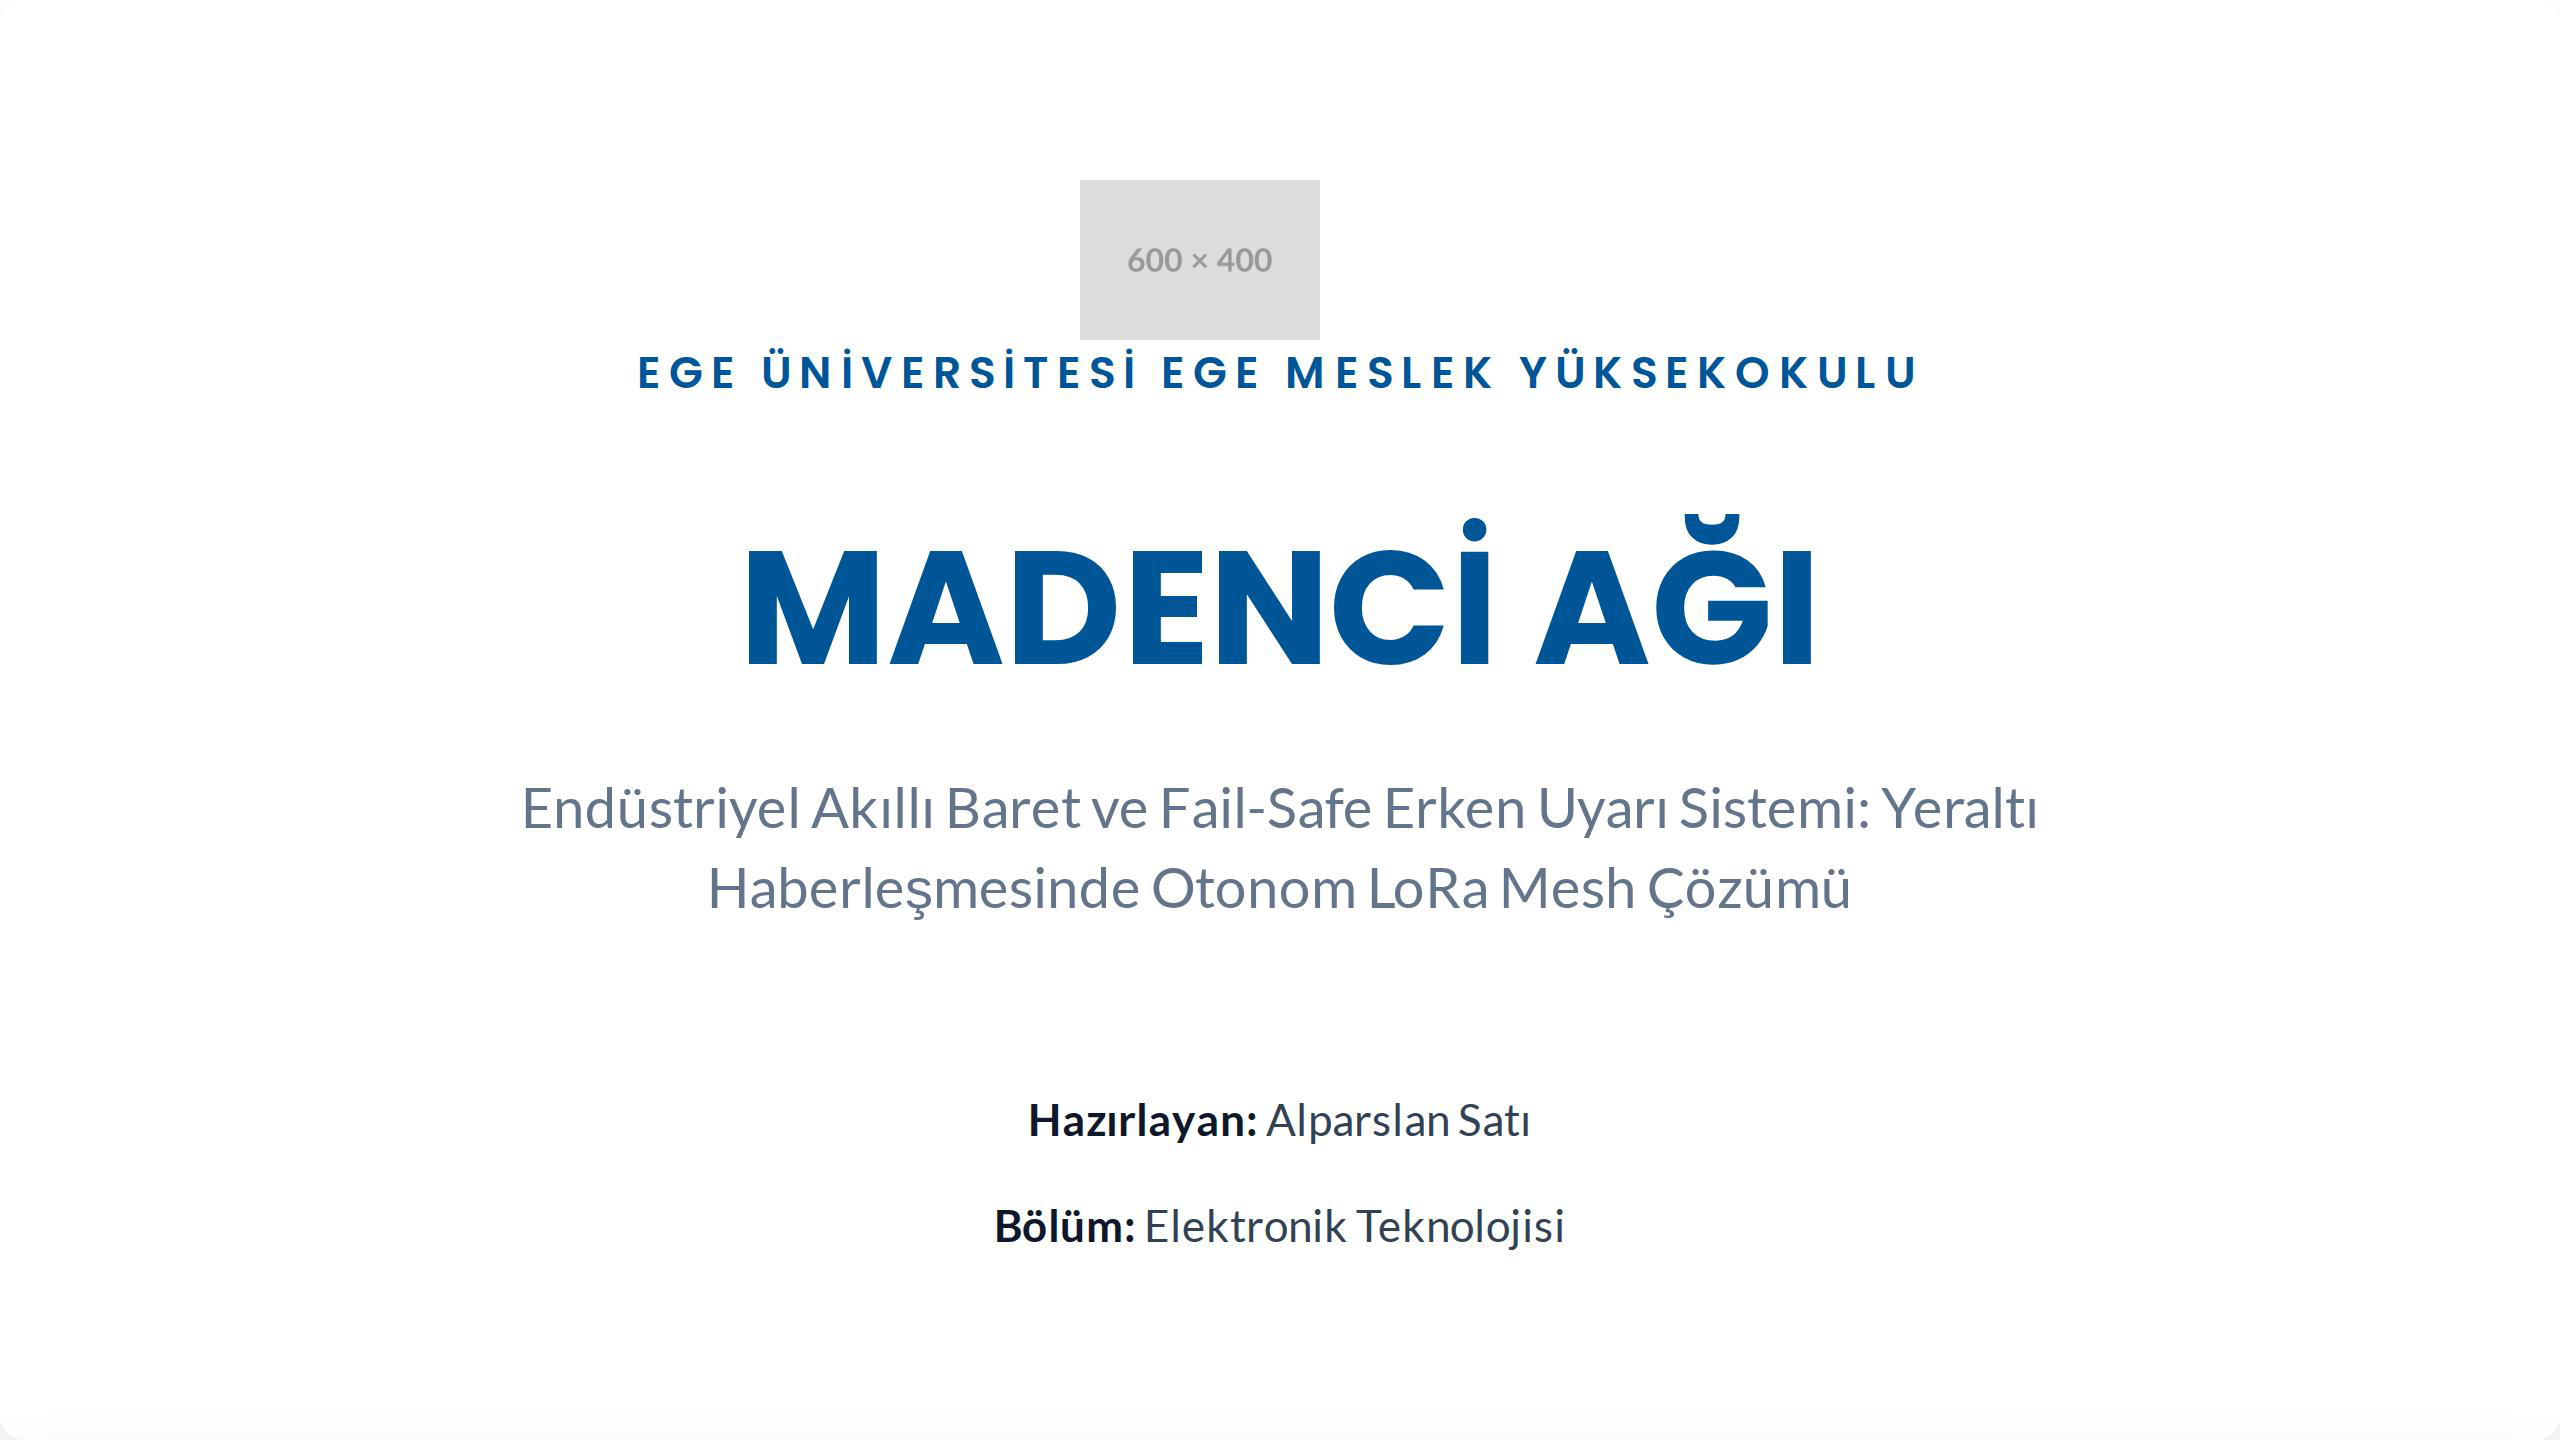 600 × 400
EGE ÜNİVERSİTESİ EGE MESLEK YÜKSEKOKULU
MADENCİ AĞI
Endüstriyel Akıllı Baret ve Fail-Safe Erken Uyarı Sistemi: Yeraltı
Haberleşmesinde Otonom LoRa Mesh Çözümü
Hazırlayan: Alparslan Satı
Bölüm: Elektronik Teknolojisi